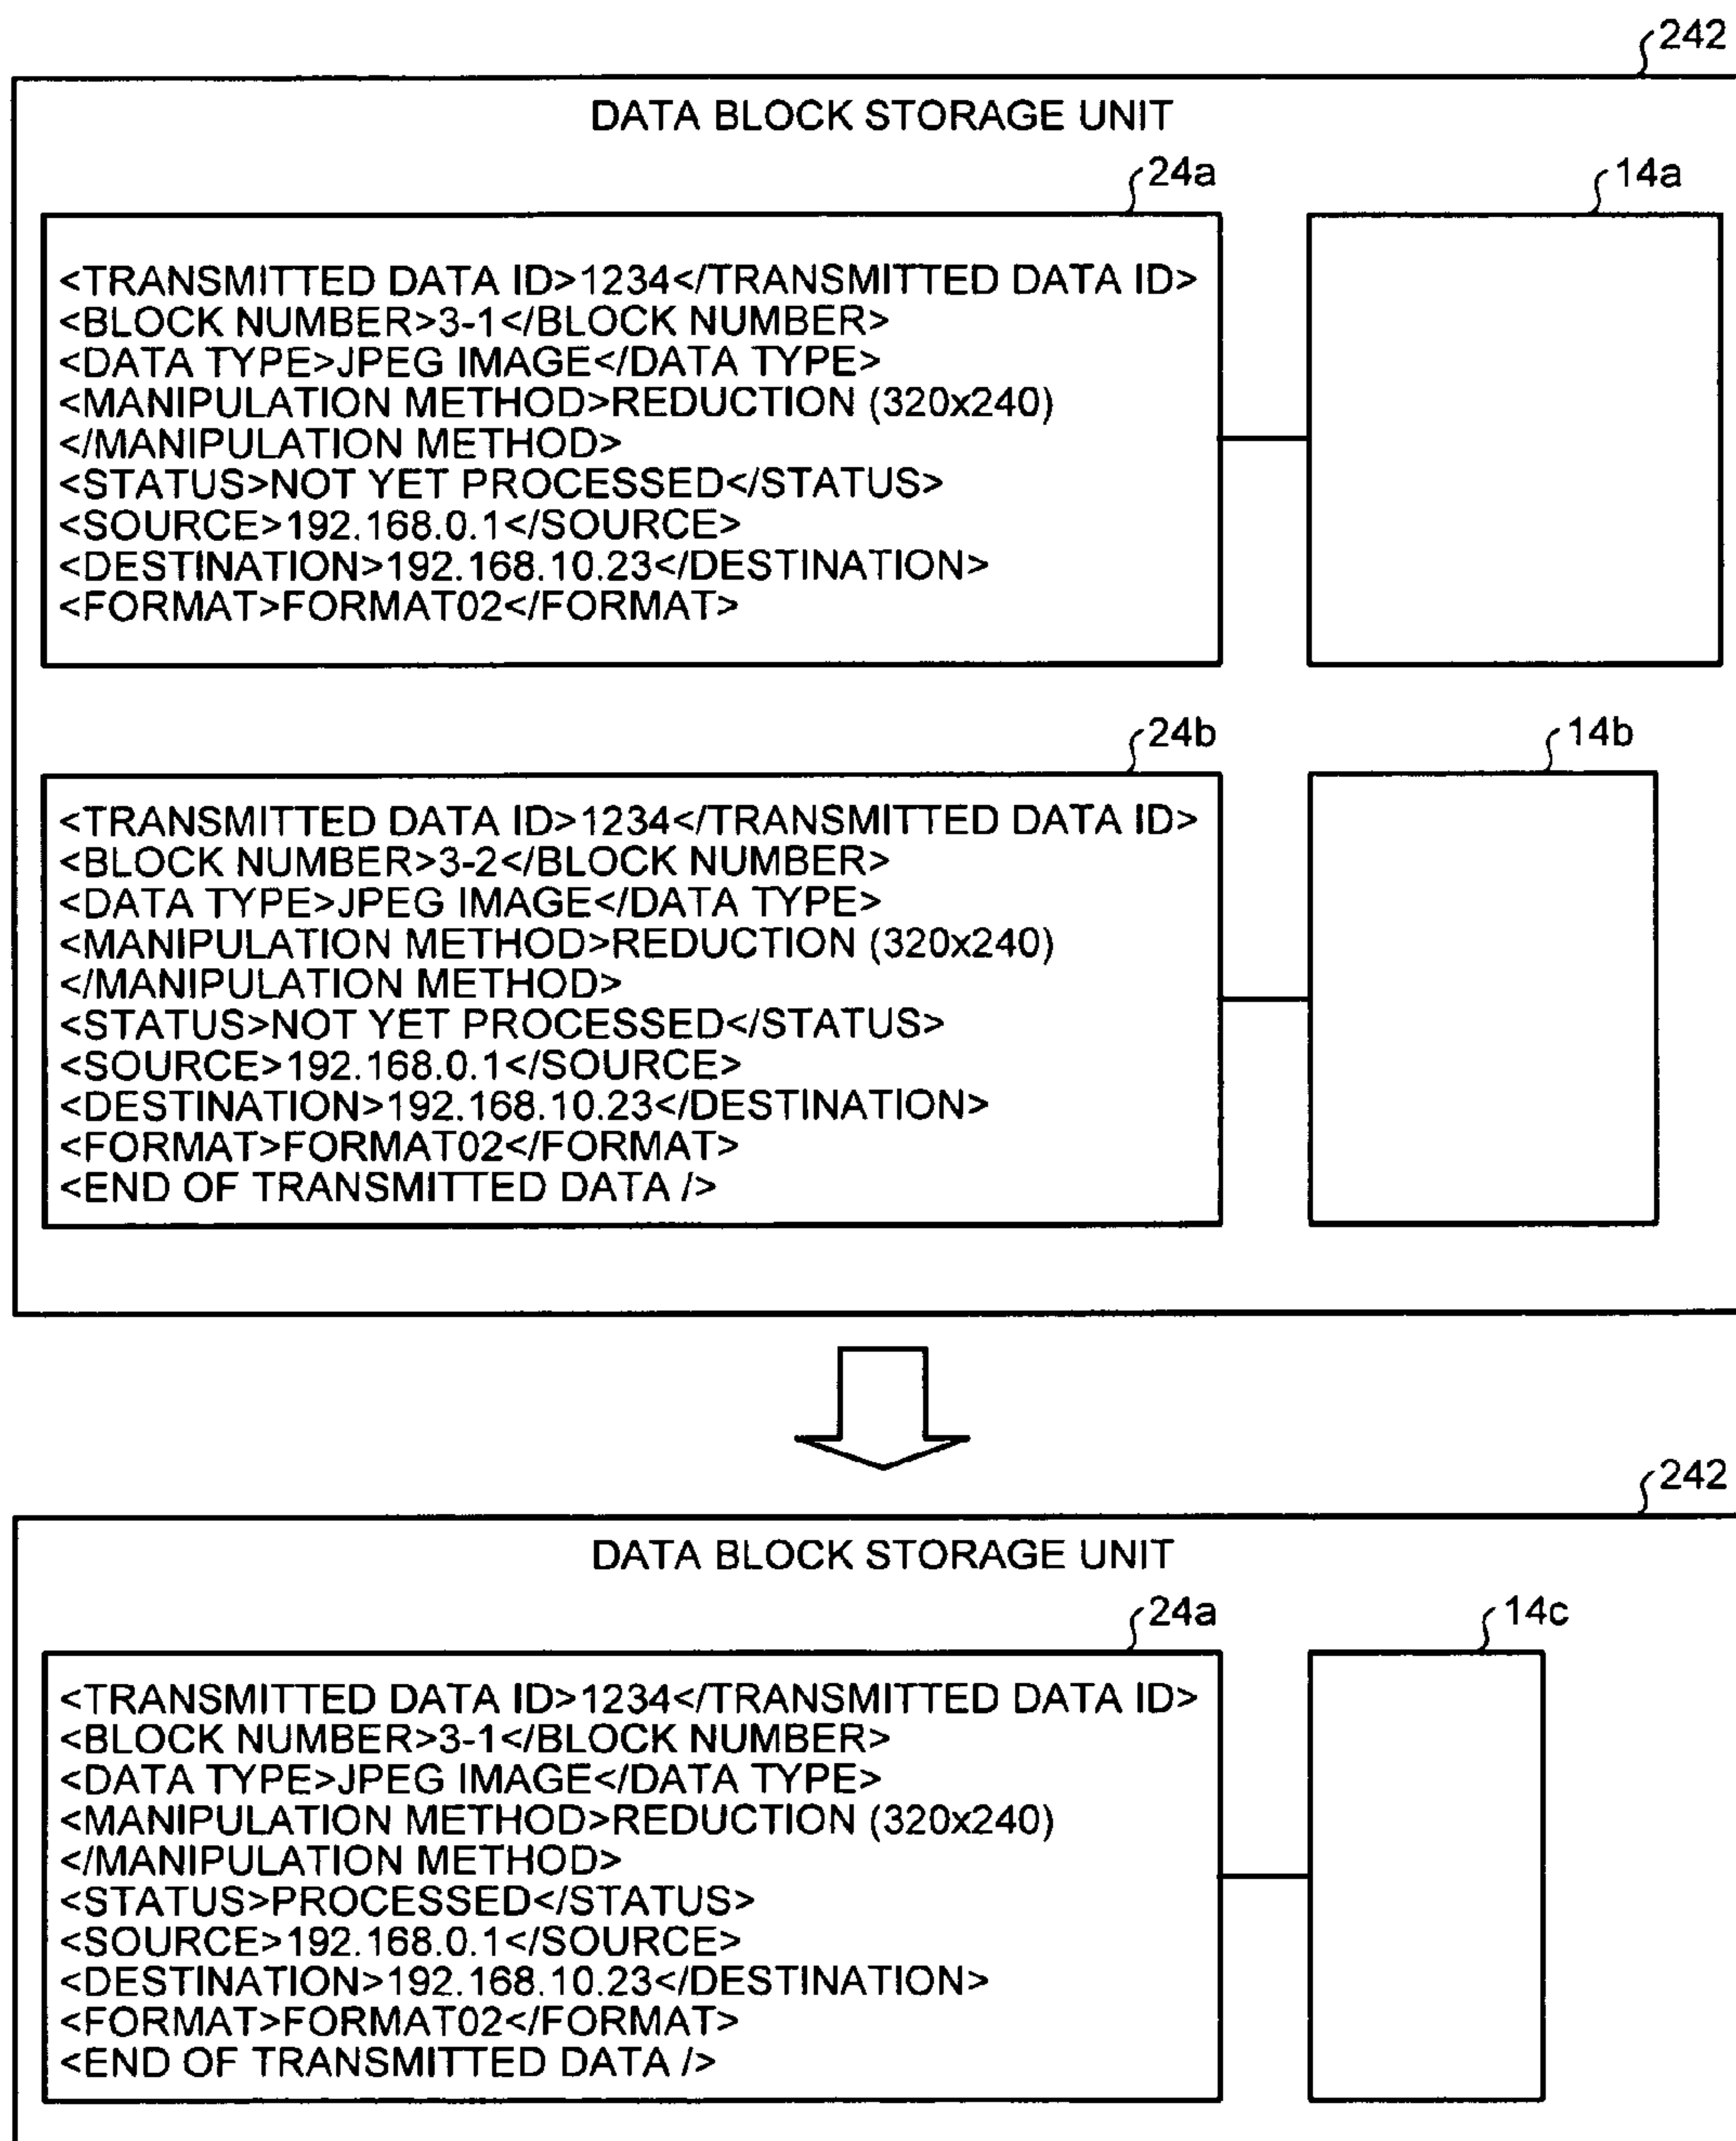 242
DATA BLOCK STORAGE UNIT
24a
14a
<TRANSMITTED DATA ID>1234</TRANSMITTED DATA ID>
<BLOCK NUMBER>3-1</BLOCK NUMBER>
<DATA TYPE>JPEG IMAGE</DATA TYPE>
<MANIPULATION METHOD>REDUCTION (320x240)
</MANIPULATION METHOD>
<STATUS>NOT YET PROCESSED</STATUS>
<SOURCE>192.168.0.1</SOURCE>
<DESTINATION>192.168.10.23</DESTINATION>
<FORMAT>FORMAT02</FORMAT>
24b
14b
<TRANSMITTED DATA ID>1234</TRANSMITTED DATA ID>
<BLOCK NUMBER>3-2</BLOCK NUMBER>
<DATA TYPE>JPEG IMAGE</DATA TYPE>
<MANIPULATION METHOD>REDUCTION (320x240)
</MANIPULATION METHOD>
<STATUS>NOT YET PROCESSED</STATUS>
<SOURCE>192.168.0.1</SOURCE>
<DESTINATION>192.168.10.23</DESTINATION>
<FORMAT>FORMAT02</FORMAT>
<END OF TRANSMITTED DATA />
242
DATA BLOCK STORAGE UNIT
24a
14c
<TRANSMITTED DATA ID>1234</TRANSMITTED DATA ID>
<BLOCK NUMBER>3-1</BLOCK NUMBER>
<DATA TYPE>JPEG IMAGE</DATA TYPE>
<MANIPULATION METHOD>REDUCTION (320x240)
</MANIPULATION METHOD>
<STATUS>PROCESSED</STATUS>
<SOURCE>192.168.0.1</SOURCE>
<DESTINATION>192.168.10.23</DESTINATION>
<FORMAT>FORMAT02</FORMAT>
<END OF TRANSMITTED DATA />